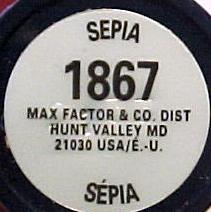 SEPIA
1867
MAX FACTOR & CO. DIST
HUNT VALLEY MD
21030 USA/É.-U.
SÉPIA